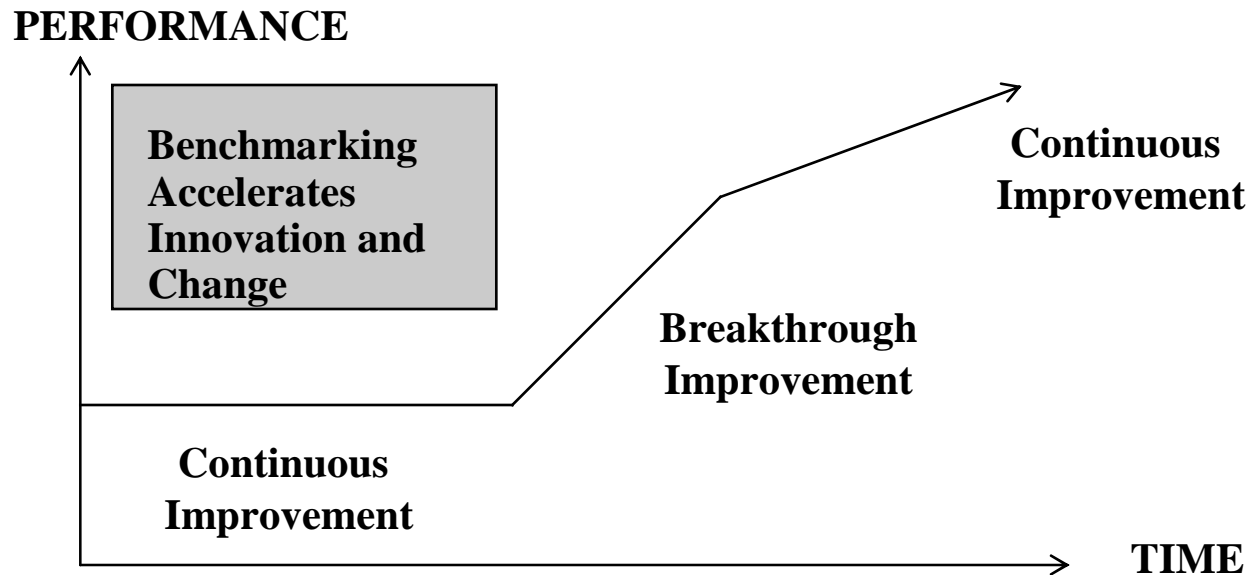 PERFORMANCE
Benchmarking
Accelerates
Innovation and
Change
Continuous
Improvement
Breakthrough
Improvement
Continuous
Improvement
TIME